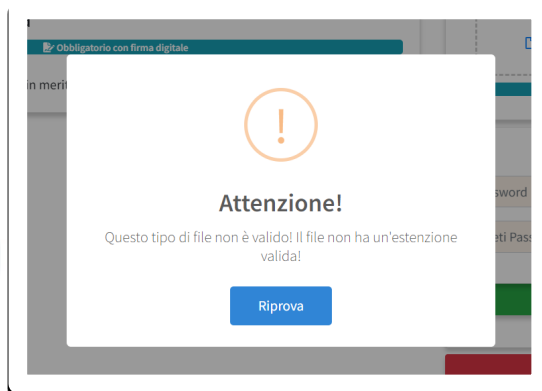 Obbligatorio con firma digitale
in merit
Attenzione!
Questo tipo di file non è valido! Il file non ha un'estenzione
valida!
sword
eti Pass
Riprova